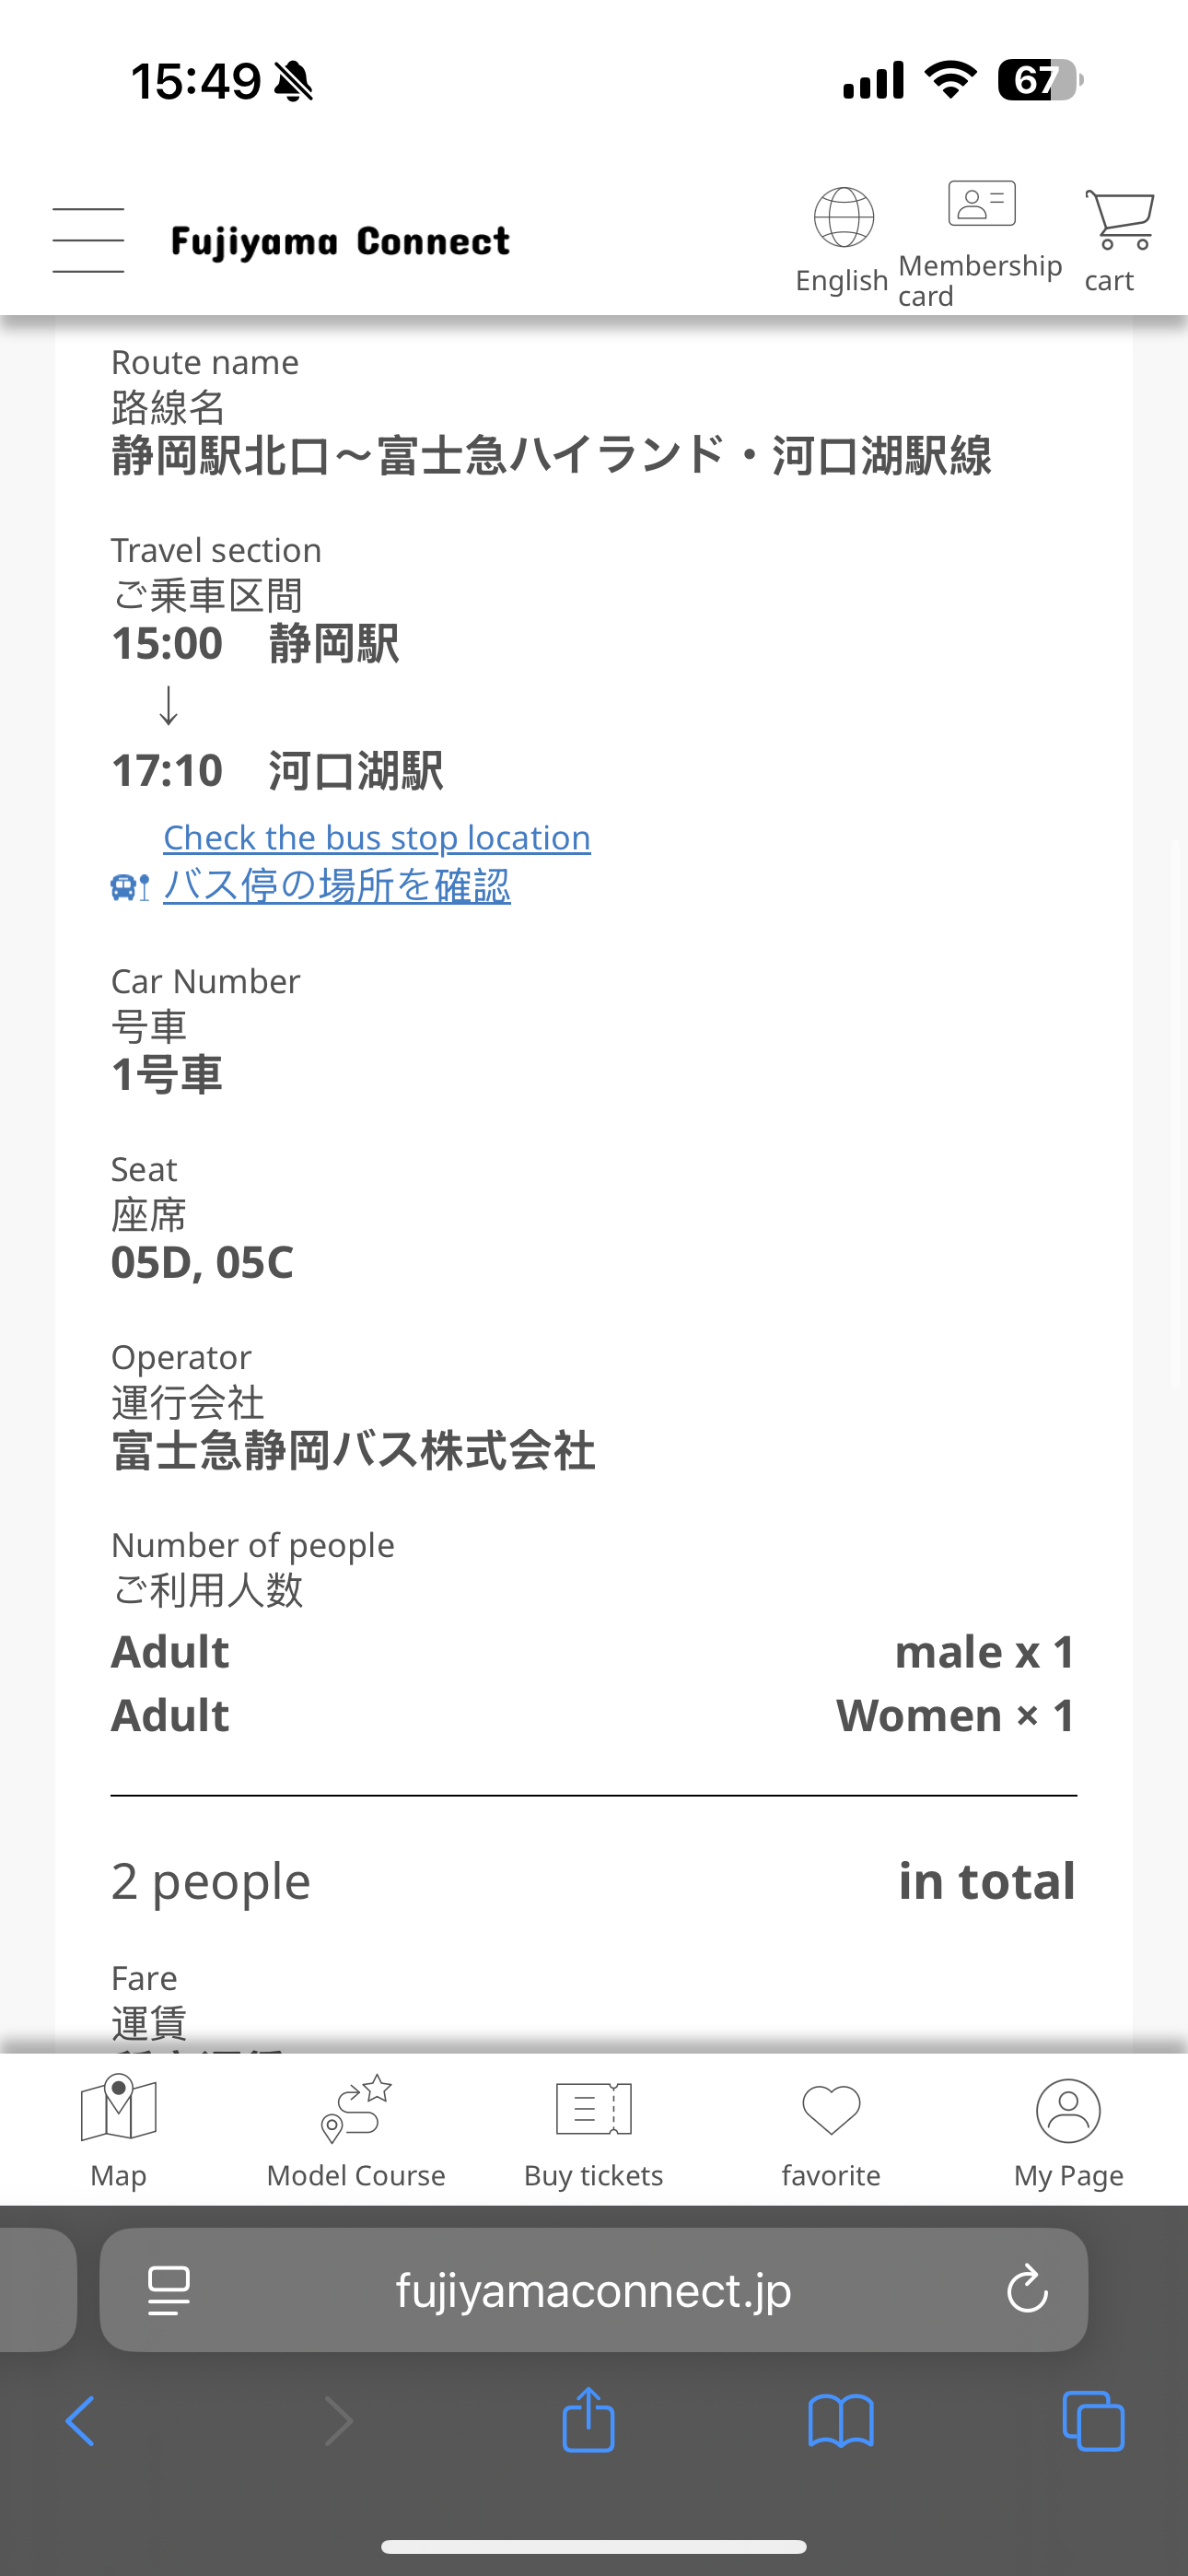 15:49
67
Fujiyama Connect
English
Membership card
cart
Route name
路線名
静岡駅北口～富士急ハイランド・河口湖駅線
Travel section
ご乗車区間
15:00 静岡駅
↓
17:10 河口湖駅
Check the bus stop location
バス停の場所を確認
Car Number
号車
1号車
Seat
座席
05D, 05C
Operator
運行会社
富士急静岡バス株式会社
Number of people
ご利用人数
Adult male x 1
Adult Women × 1
2 people in total
Fare
運賃
Map
Model Course
Buy tickets
favorite
My Page
fujiyamaconnect.jp